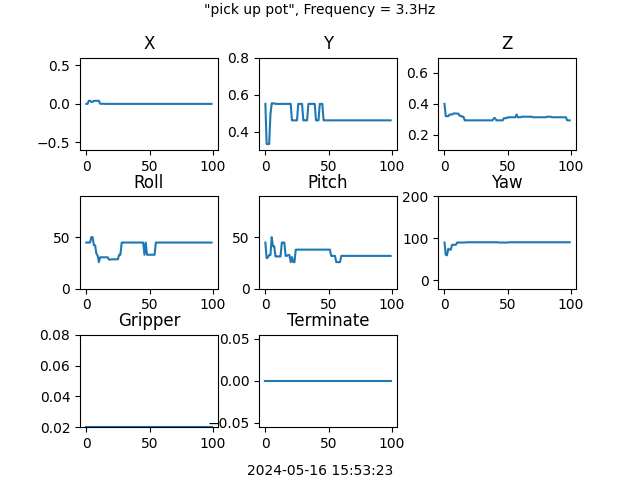 "pick up pot", Frequency = 3.3Hz
X
Y
Z
0.5
0.0
−0.5
0 50 100
0.8
0.6
0.4
0 50 100
0.6
0.4
0.2
0 50 100
Roll
Pitch
Yaw
50
0
0 50 100
50
0
0 50 100
200
100
0
0 50 100
Gripper
Terminate
0.08
0.06
0.04
0.02
0 50 100
0.05
0.00
−0.05
0 50 100
2024-05-16 15:53:23